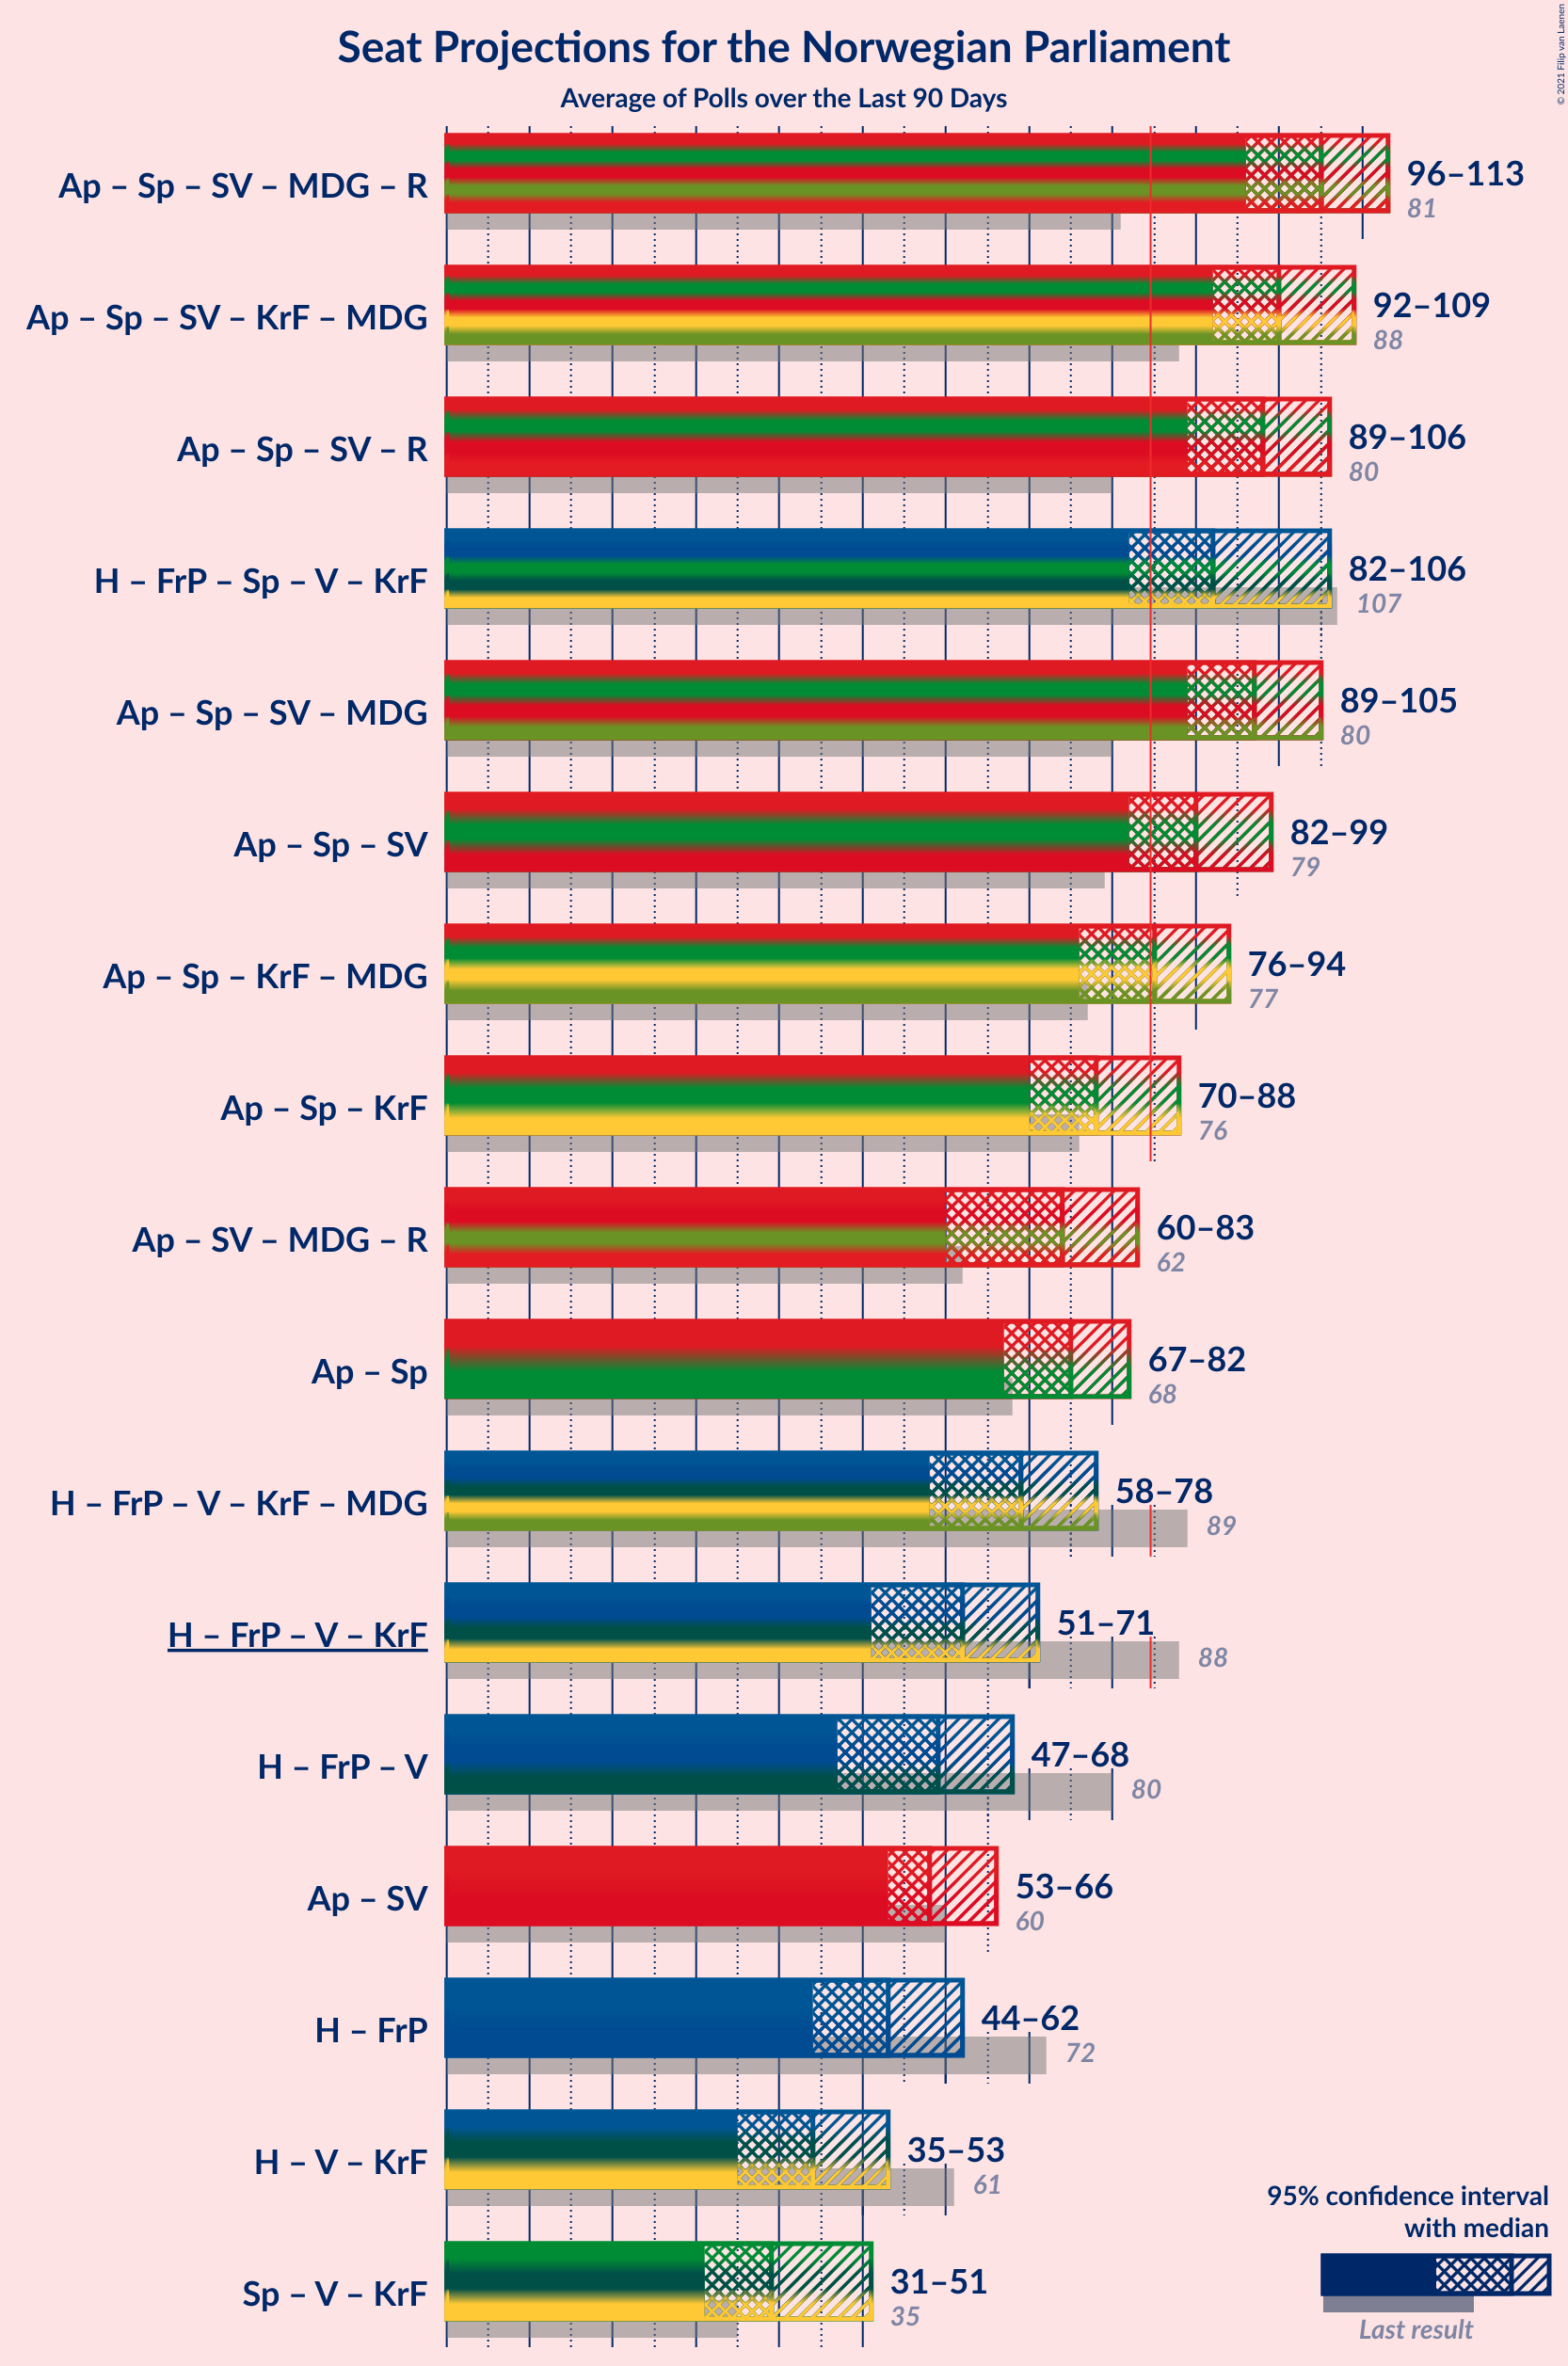 Seat Projections for the Norwegian Parliament
Average of Polls over the Last 90 Days
© 2021 Filip van Laenen
Ap – Sp – SV – MDG – R
96–113
81
Ap – Sp – SV – KrF – MDG
92–109
88
Ap – Sp – SV – R
89–106
80
H – FrP – Sp – V – KrF
82–106
107
Ap – Sp – SV – MDG
89–105
80
Ap – Sp – SV
82–99
79
Ap – Sp – KrF – MDG
76–94
77
Ap – Sp – KrF
70–88
76
Ap – SV – MDG – R
60–83
62
Ap – Sp
67–82
68
H – FrP – V – KrF – MDG
58–78
89
H – FrP – V – KrF
51–71
88
H – FrP – V
47–68
80
Ap – SV
53–66
60
H – FrP
44–62
72
H – V – KrF
35–53
61
Sp – V – KrF
31–51
35
95% confidence interval
with median
Last result